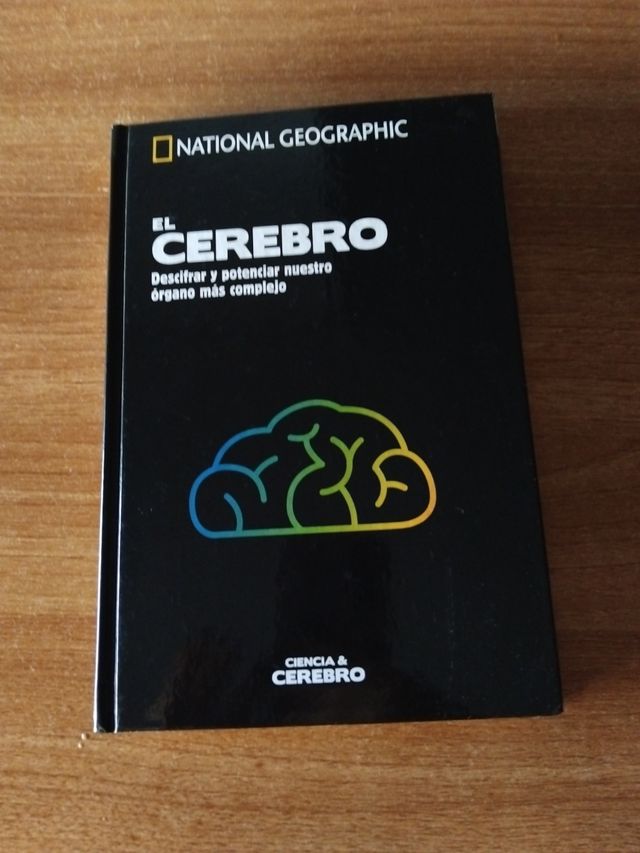 NATIONAL GEOGRAPHIC
EL
CEREBRO
Descifrar y potenciar nuestro
órgano más complejo
CIENCIA &
CEREBRO